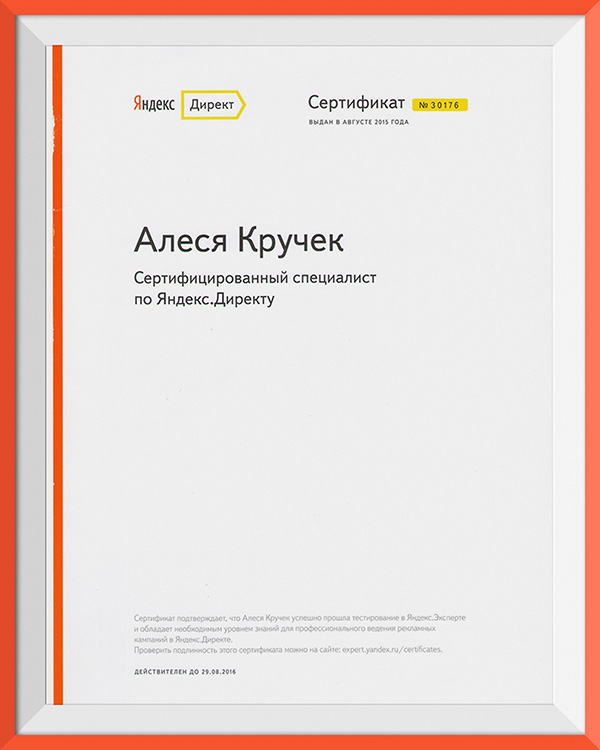 Яндекс Директ
Сертификат № 30176
ВЫДАН В АВГУСТЕ 2015 ГОДА
Алеся Кручек
Сертифицированный специалист
по Яндекс.Директу
Сертификат подтверждает, что Алеся Кручек успешно прошла тестирование в Яндекс.Эксперте
и обладает необходимым уровнем знаний для профессионального ведения рекламных
кампаний в Яндекс.Директе.
Проверить подлинность этого сертификата можно на сайте: expert.yandex.ru/certificates.
ДЕЙСТВИТЕЛЕН ДО 29.08.2016